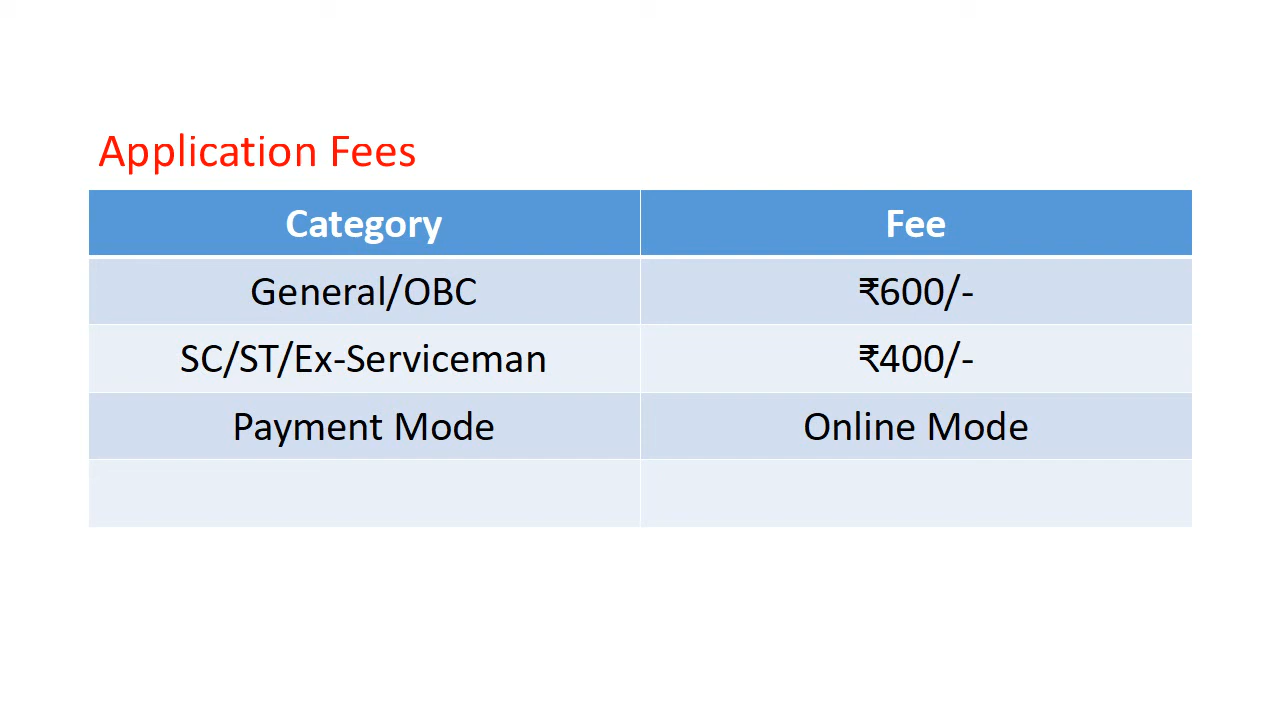 Application Fees
Category Fee
General/OBC ₹600/-
SC/ST/Ex-Serviceman ₹400/-
Payment Mode Online Mode